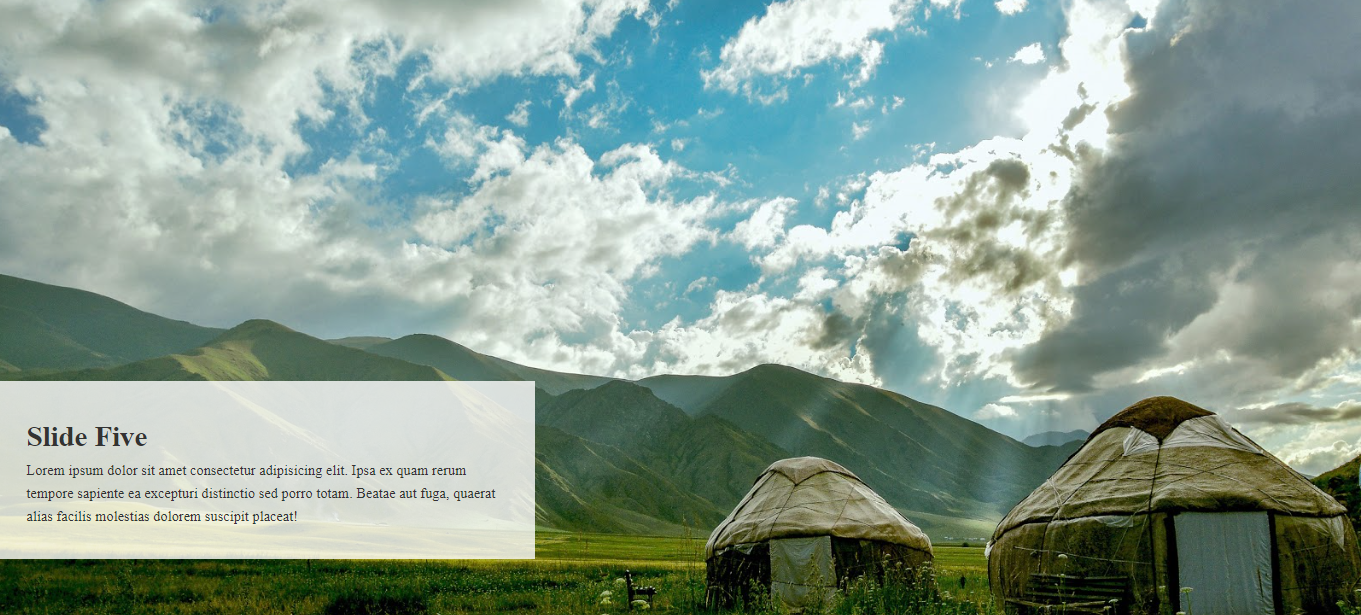 Slide Five
Lorem ipsum dolor sit amet consectetur adipisicing elit. Ipsa ex quam rerum
tempore sapiente ea excepturi distinctio sed porro totam. Beatae aut fuga, quaerat
alias facilis molestias dolorem suscipit placeat!